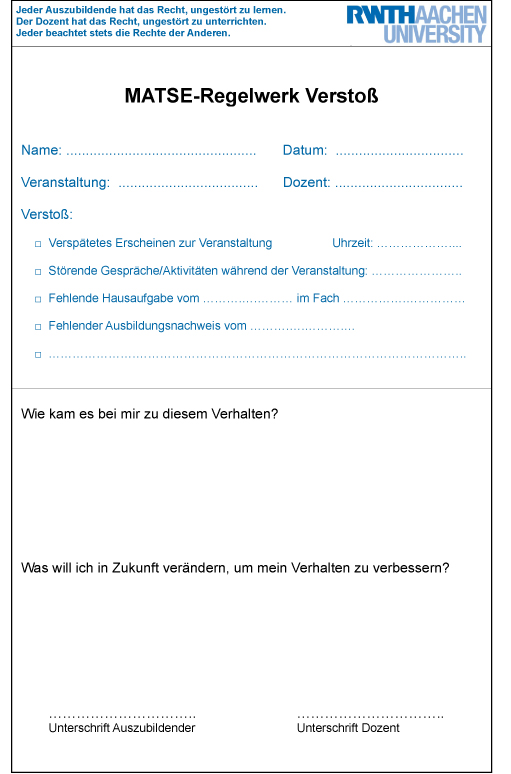 Jeder Auszubildende hat das Recht, ungestört zu lernen.
Der Dozent hat das Recht, ungestört zu unterrichten.
Jeder beachtet stets die Rechte der Anderen.
RWTHAACHEN
UNIVERSITY
MATSE-Regelwerk Verstoß
Name: ................................................. Datum: .................................
Veranstaltung: .................................... Dozent: .................................
Verstoß:
□ Verspätetes Erscheinen zur Veranstaltung Uhrzeit: ………………....
□ Störende Gespräche/Aktivitäten während der Veranstaltung: …………………..
□ Fehlende Hausaufgabe vom ………………… im Fach …………………………
□ Fehlender Ausbildungsnachweis vom …………………….
□ ……………………………………………………………………………………..
Wie kam es bei mir zu diesem Verhalten?
Was will ich in Zukunft verändern, um mein Verhalten zu verbessern?
………………………….. …………………………..
Unterschrift Auszubildender Unterschrift Dozent